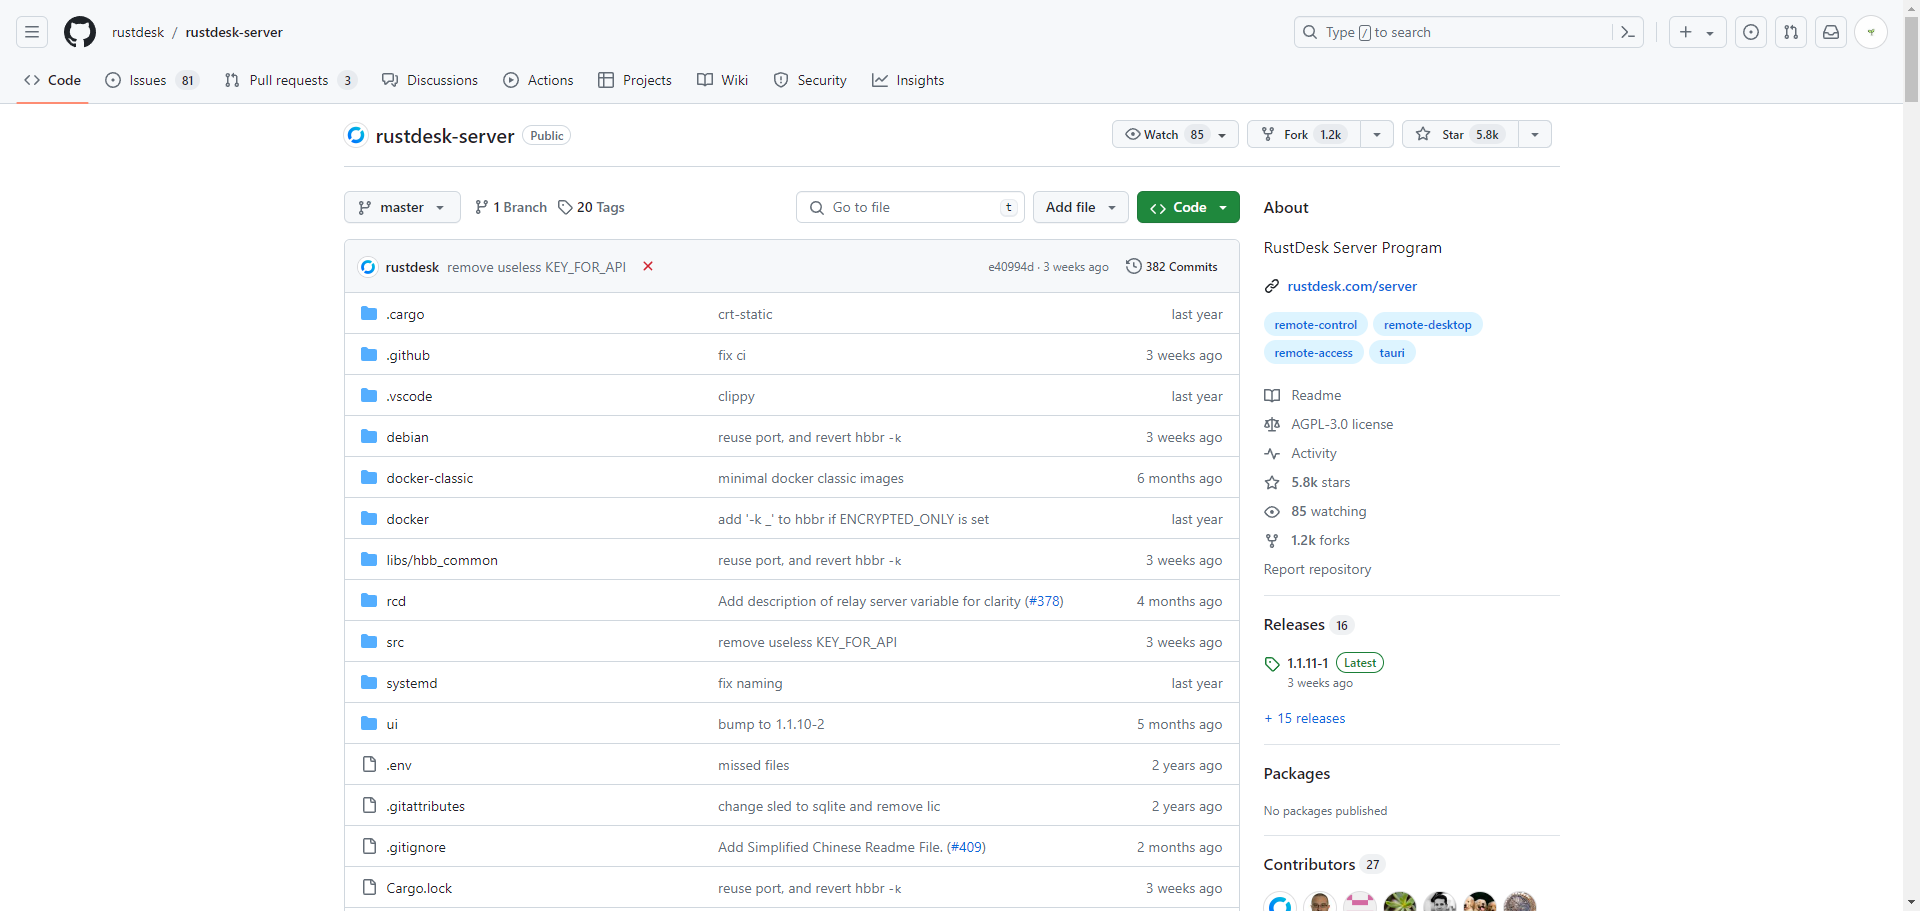 rustdesk / rustdesk-server
Type / to search
Code
Issues 81
Pull requests 3
Discussions
Actions
Projects
Wiki
Security
Insights
rustdesk-server Public
Watch 85
Fork 1.2k
Star 5.8k
master
1 Branch
20 Tags
Go to file t
Add file
Code
rustdesk remove useless KEY_FOR_API
e40994d · 3 weeks ago
382 Commits
.cargo crt-static last year
.github fix ci 3 weeks ago
.vscode clippy last year
debian reuse port, and revert hbbr -k 3 weeks ago
docker-classic minimal docker classic images 6 months ago
docker add '-k _' to hbbr if ENCRYPTED_ONLY is set last year
libs/hbb_common reuse port, and revert hbbr -k 3 weeks ago
rcd Add description of relay server variable for clarity (#378) 4 months ago
src remove useless KEY_FOR_API 3 weeks ago
systemd fix naming last year
ui bump to 1.1.10-2 5 months ago
.env missed files 2 years ago
.gitattributes change sled to sqlite and remove lic 2 years ago
.gitignore Add Simplified Chinese Readme File. (#409) 2 months ago
Cargo.lock reuse port, and revert hbbr -k 3 weeks ago
About
RustDesk Server Program
rustdesk.com/server
remote-control remote-desktop
remote-access tauri
Readme
AGPL-3.0 license
Activity
5.8k stars
85 watching
1.2k forks
Report repository
Releases 16
1.1.11-1 Latest
3 weeks ago
+ 15 releases
Packages
No packages published
Contributors 27